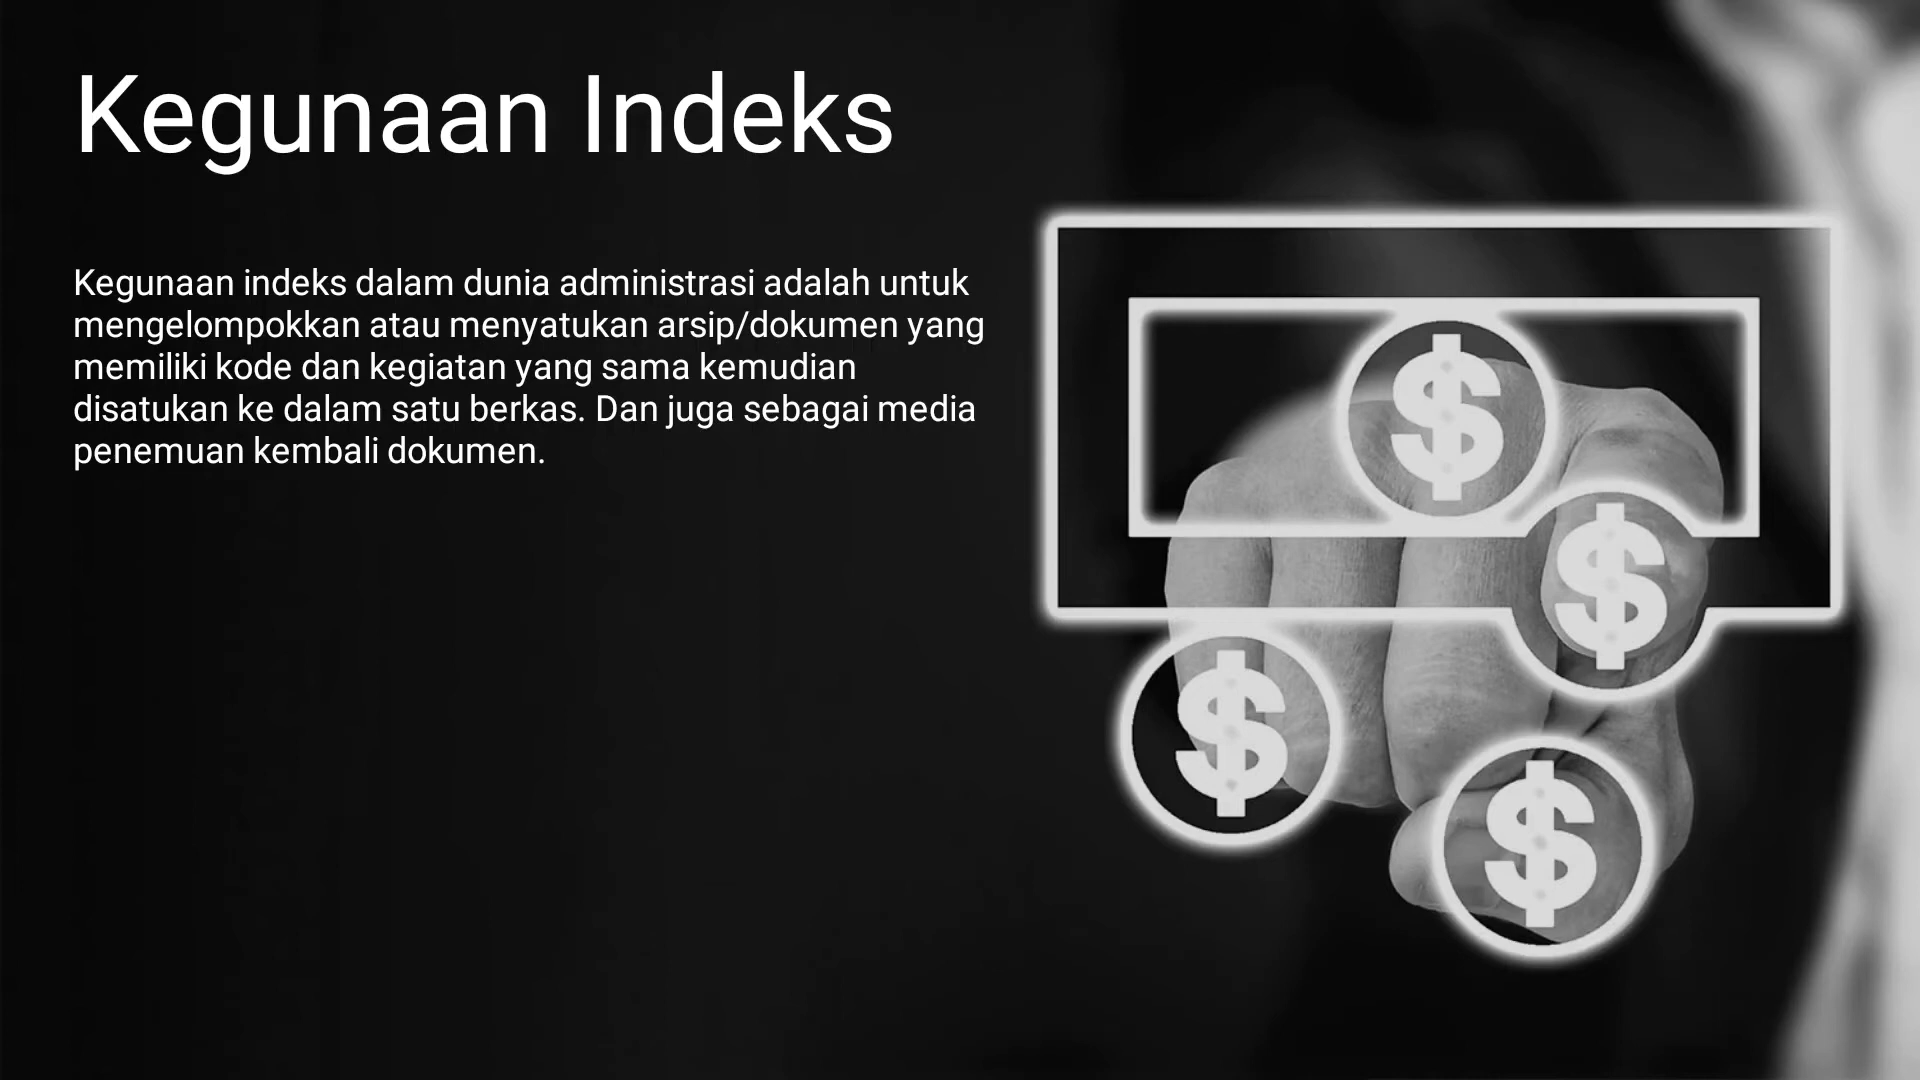 Kegunaan Indeks
Kegunaan indeks dalam dunia administrasi adalah untuk
mengelompokkan atau menyatukan arsip/dokumen yang
memiliki kode dan kegiatan yang sama kemudian
disatukan ke dalam satu berkas. Dan juga sebagai media
penemuan kembali dokumen.
$
$
$
$